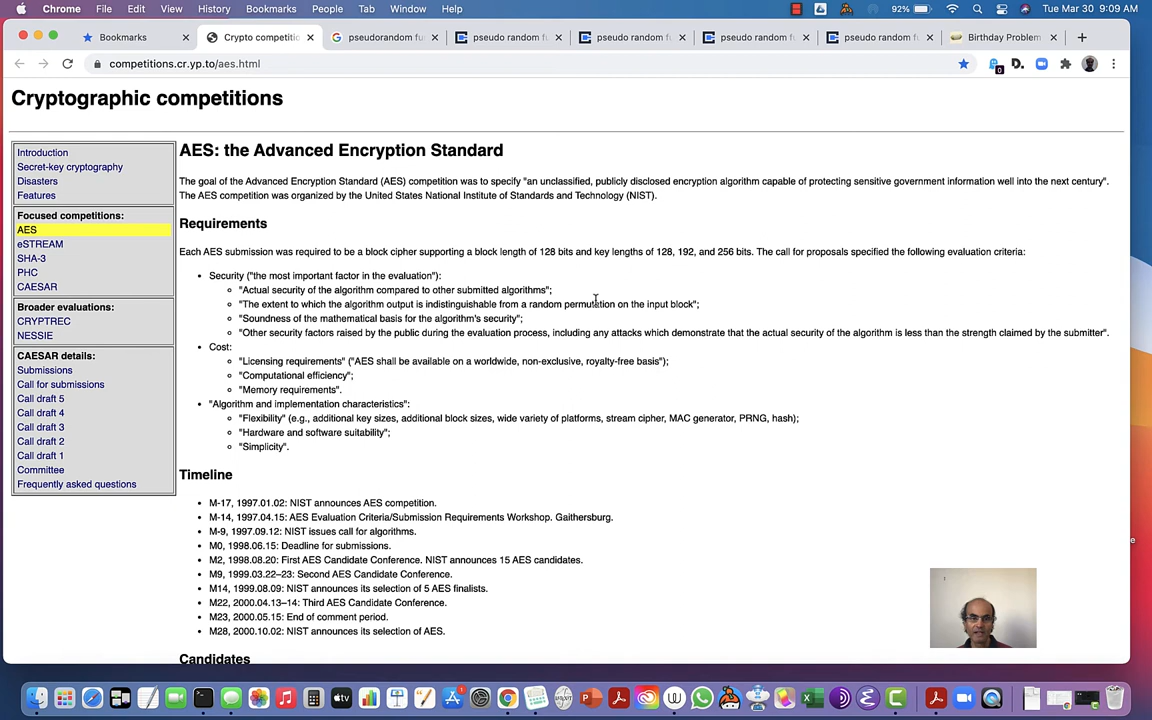 Chrome File Edit View History Bookmarks People Tab Window Help 92% Tue Mar 30 9:09 AM
Bookmarks Crypto competitio pseudorandom fu pseudo random fu pseudo random fu pseudo random fu pseudo random fu Birthday Problem
competitions.cr.yp.to/aes.html
Cryptographic competitions
Introduction
Secret-key cryptography
Disasters
Features
Focused competitions:
AES
eSTREAM
SHA-3
PHC
CAESAR
Broader evaluations:
CRYPTREC
NESSIE
CAESAR details:
Submissions
Call for submissions
Call draft 5
Call draft 4
Call draft 3
Call draft 2
Call draft 1
Committee
Frequently asked questions
AES: the Advanced Encryption Standard
The goal of the Advanced Encryption Standard (AES) competition was to specify "an unclassified, publicly disclosed encryption algorithm capable of protecting sensitive government information well into the next century".
The AES competition was organized by the United States National Institute of Standards and Technology (NIST).
Requirements
Each AES submission was required to be a block cipher supporting a block length of 128 bits and key lengths of 128, 192, and 256 bits. The call for proposals specified the following evaluation criteria:
• Security ("the most important factor in the evaluation"):
"Actual security of the algorithm compared to other submitted algorithms";
"The extent to which the algorithm output is indistinguishable from a random permutation on the input block";
"Soundness of the mathematical basis for the algorithm's security";
"Other security factors raised by the public during the evaluation process, including any attacks which demonstrate that the actual security of the algorithm is less than the strength claimed by the submitter".
• Cost:
"Licensing requirements" ("AES shall be available on a worldwide, non-exclusive, royalty-free basis");
"Computational efficiency";
"Memory requirements".
• "Algorithm and implementation characteristics":
"Flexibility" (e.g., additional key sizes, additional block sizes, wide variety of platforms, stream cipher, MAC generator, PRNG, hash);
"Hardware and software suitability";
"Simplicity".
Timeline
• M-17, 1997.01.02: NIST announces AES competition.
• M-14, 1997.04.15: AES Evaluation Criteria/Submission Requirements Workshop. Gaithersburg.
• M-9, 1997.09.12: NIST issues call for algorithms.
• M0, 1998.06.15: Deadline for submissions.
• M2, 1998.08.20: First AES Candidate Conference. NIST announces 15 AES candidates.
• M9, 1999.03.22–23: Second AES Candidate Conference.
• M14, 1999.08.09: NIST announces its selection of 5 AES finalists.
• M22, 2000.04.13–14: Third AES Candidate Conference.
• M23, 2000.05.15: End of comment period.
• M28, 2000.10.02: NIST announces its selection of AES.
Candidates